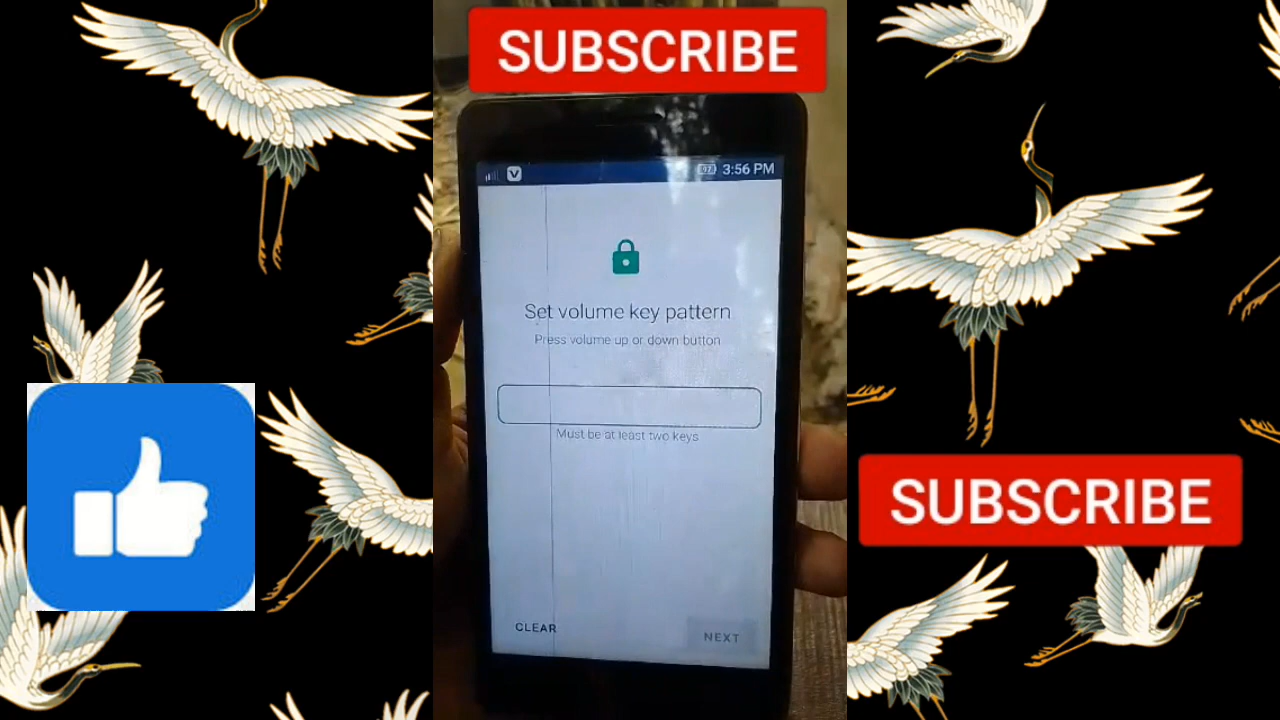 SUBSCRIBE
97 3:56 PM
Set volume key pattern
Press volume up or down button
Must be at least two keys
SUBSCRIBE
CLEAR
NEXT